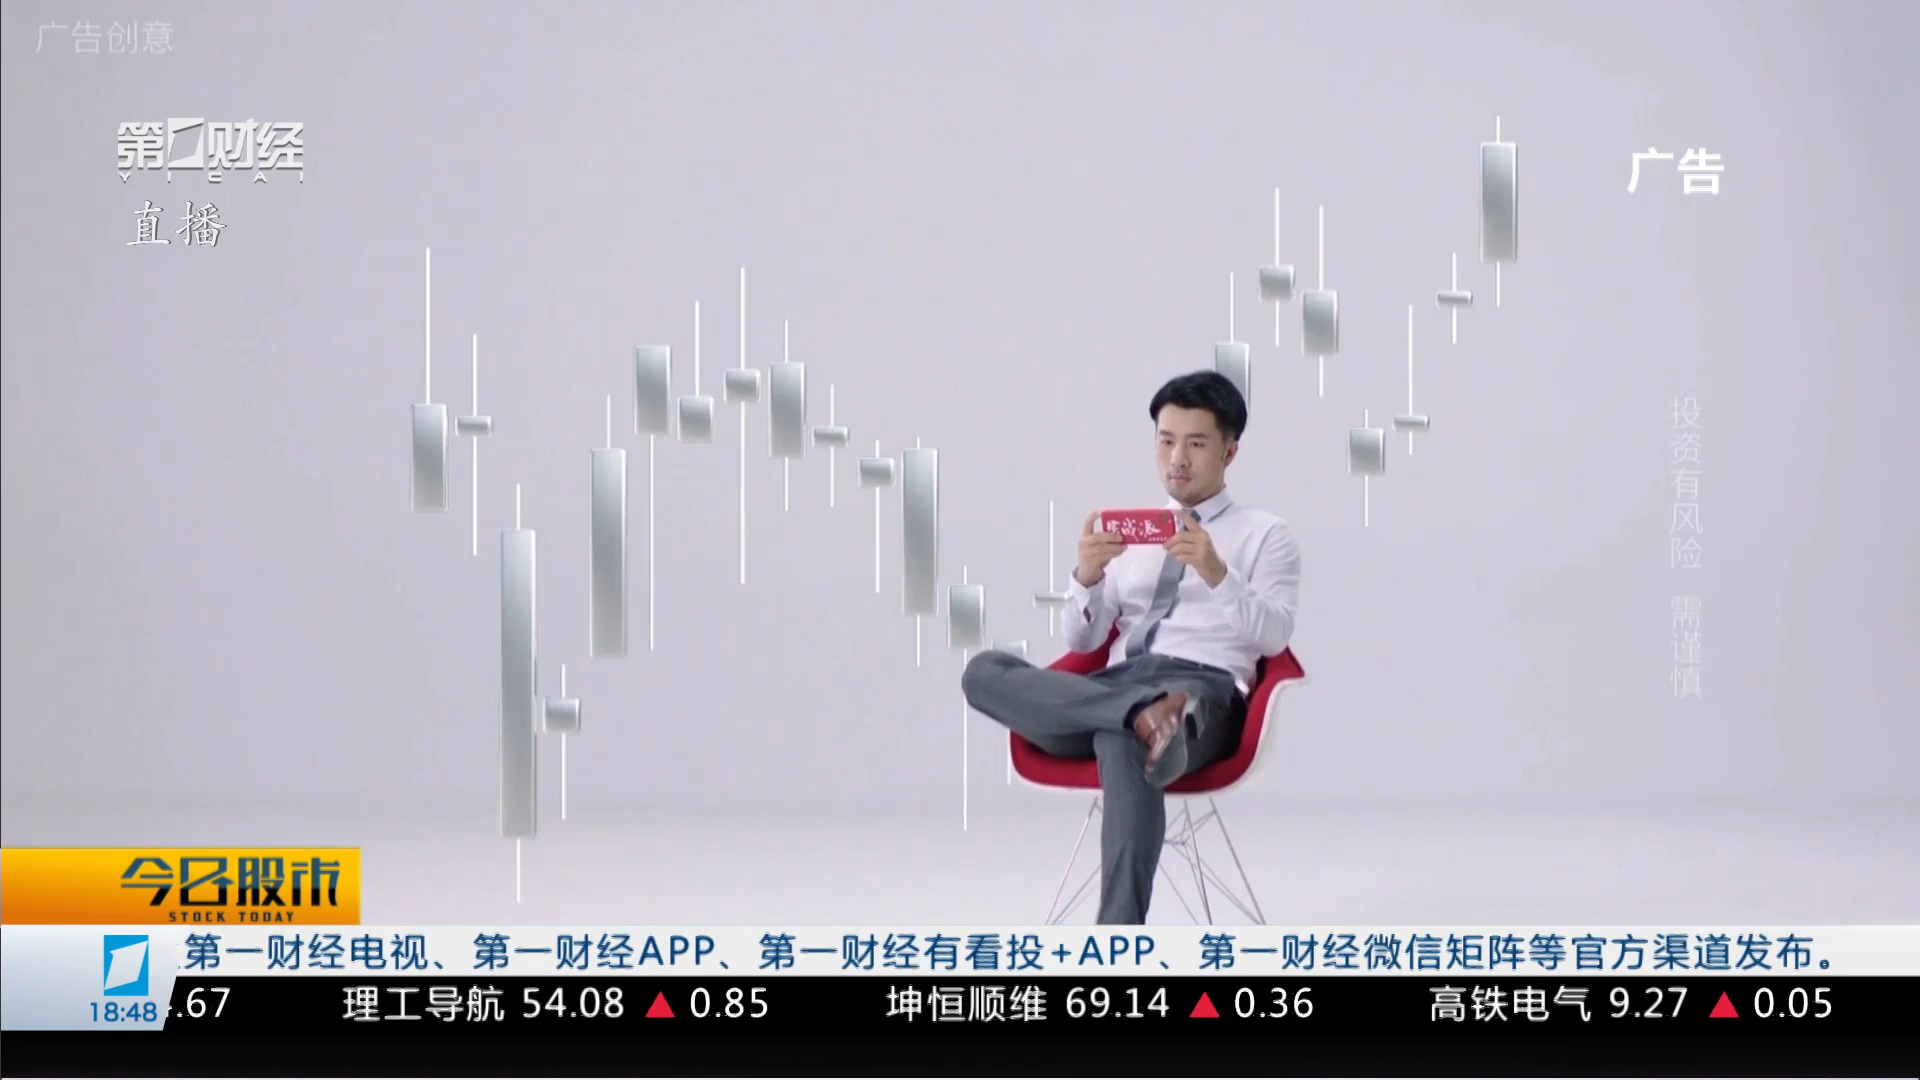 广告创意
第一财经
YICAI
直播
广告
投资有风险 需谨慎
实战派
今日股市
STOCK TODAY
第一财经电视、第一财经APP、第一财经有看投+APP、第一财经微信矩阵等官方渠道发布。
18:48
.67 理工导航 54.08 ▲ 0.85 坤恒顺维 69.14 ▲ 0.36 高铁电气 9.27 ▲ 0.05